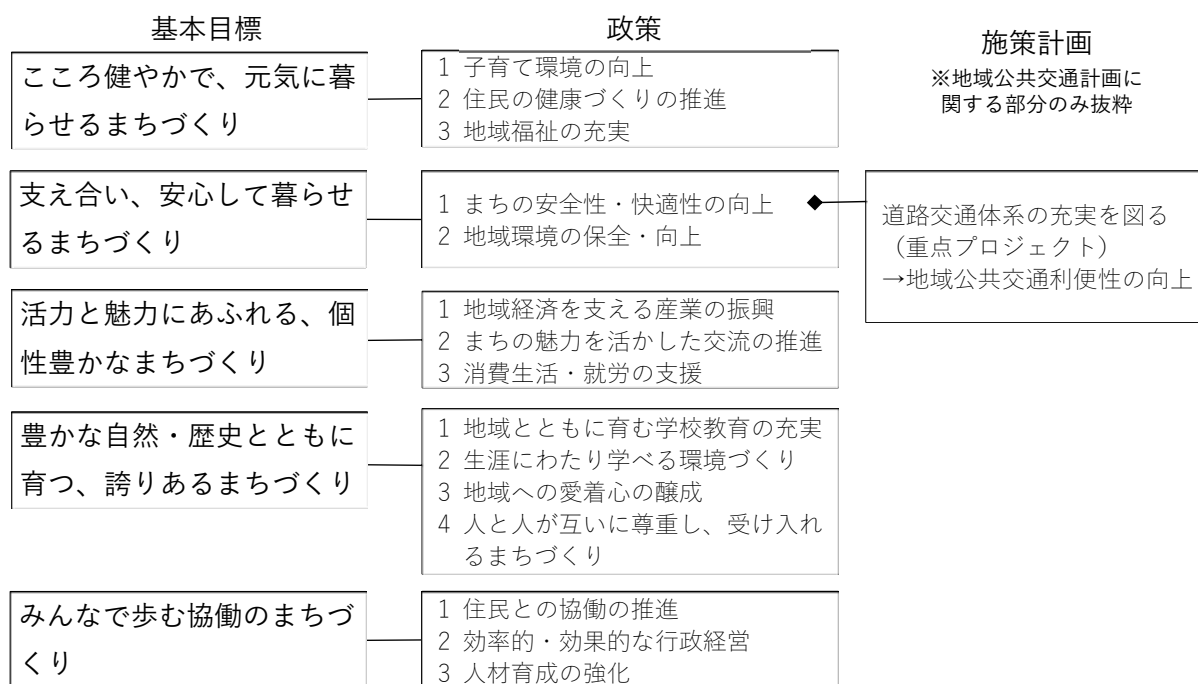 基本目標
政策
施策計画
※地域公共交通計画に
関する部分のみ抜粋
こころ健やかで、元気に暮
らせるまちづくり
1 子育て環境の向上
2 住民の健康づくりの推進
3 地域福祉の充実
支え合い、安心して暮らせ
るまちづくり
1 まちの安全性・快適性の向上
2 地域環境の保全・向上
道路交通体系の充実を図る
（重点プロジェクト）
→地域公共交通利便性の向上
活力と魅力にあふれる、個
性豊かなまちづくり
1 地域経済を支える産業の振興
2 まちの魅力を活かした交流の推進
3 消費生活・就労の支援
豊かな自然・歴史とともに
育つ、誇りあるまちづくり
1 地域とともに育む学校教育の充実
2 生涯にわたり学べる環境づくり
3 地域への愛着心の醸成
4 人と人が互いに尊重し、受け入れ
るまちづくり
みんなで歩む協働のまちづ
くり
1 住民との協働の推進
2 効率的・効果的な行政経営
3 人材育成の強化